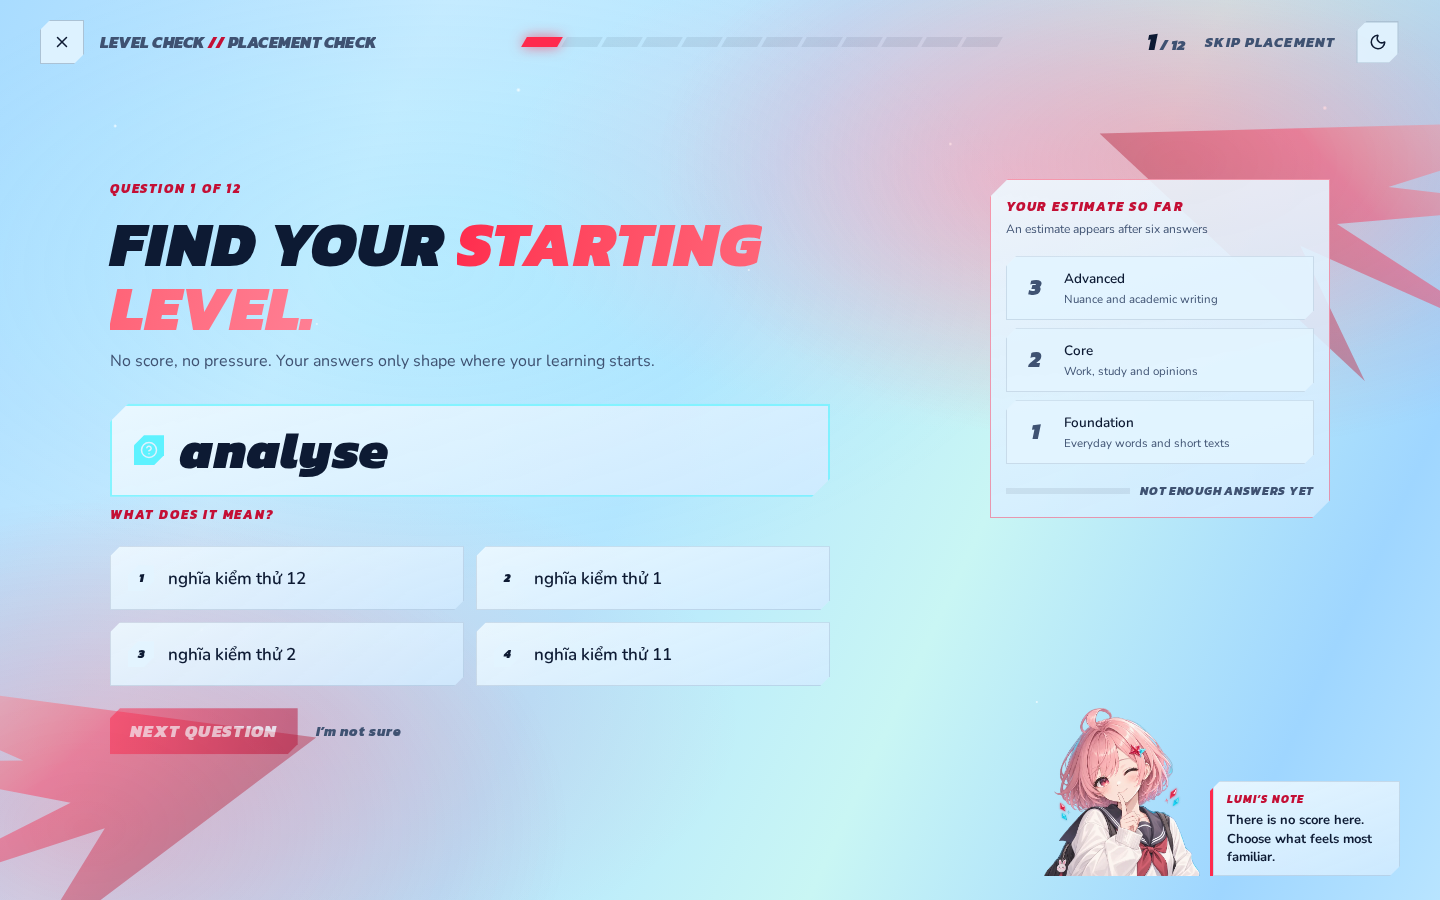 LEVEL CHECK // PLACEMENT CHECK
1 / 12
SKIP PLACEMENT
QUESTION 1 OF 12
FIND YOUR STARTING
LEVEL.
No score, no pressure. Your answers only shape where your learning starts.
analyse
WHAT DOES IT MEAN?
1 nghĩa kiểm thử 12
2 nghĩa kiểm thử 1
3 nghĩa kiểm thử 2
4 nghĩa kiểm thử 11
NEXT QUESTION
I'm not sure
YOUR ESTIMATE SO FAR
An estimate appears after six answers
3 Advanced
Nuance and academic writing
2 Core
Work, study and opinions
1 Foundation
Everyday words and short texts
NOT ENOUGH ANSWERS YET
LUMI'S NOTE
There is no score here.
Choose what feels most
familiar.